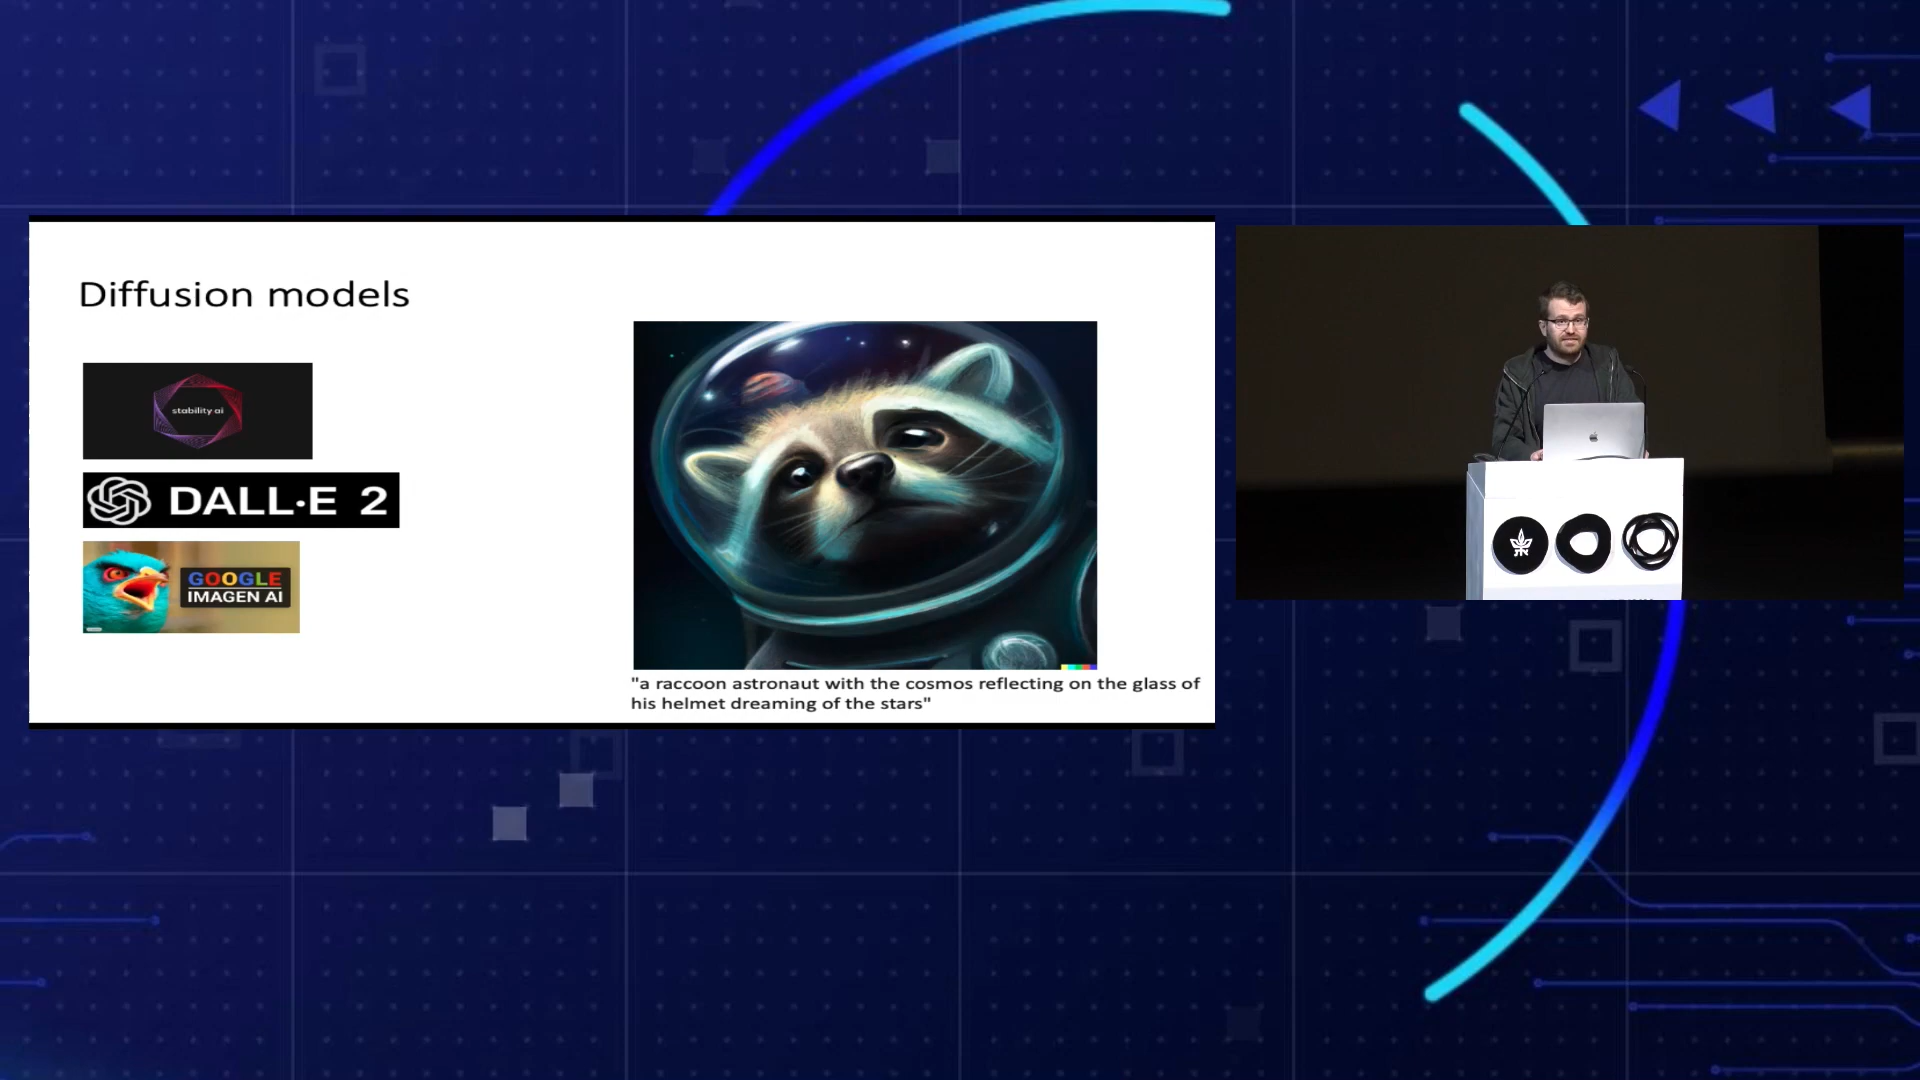 Diffusion models
stability ai
DALL·E 2
GOOGLE
IMAGEN AI
"a raccoon astronaut with the cosmos reflecting on the glass of
his helmet dreaming of the stars"